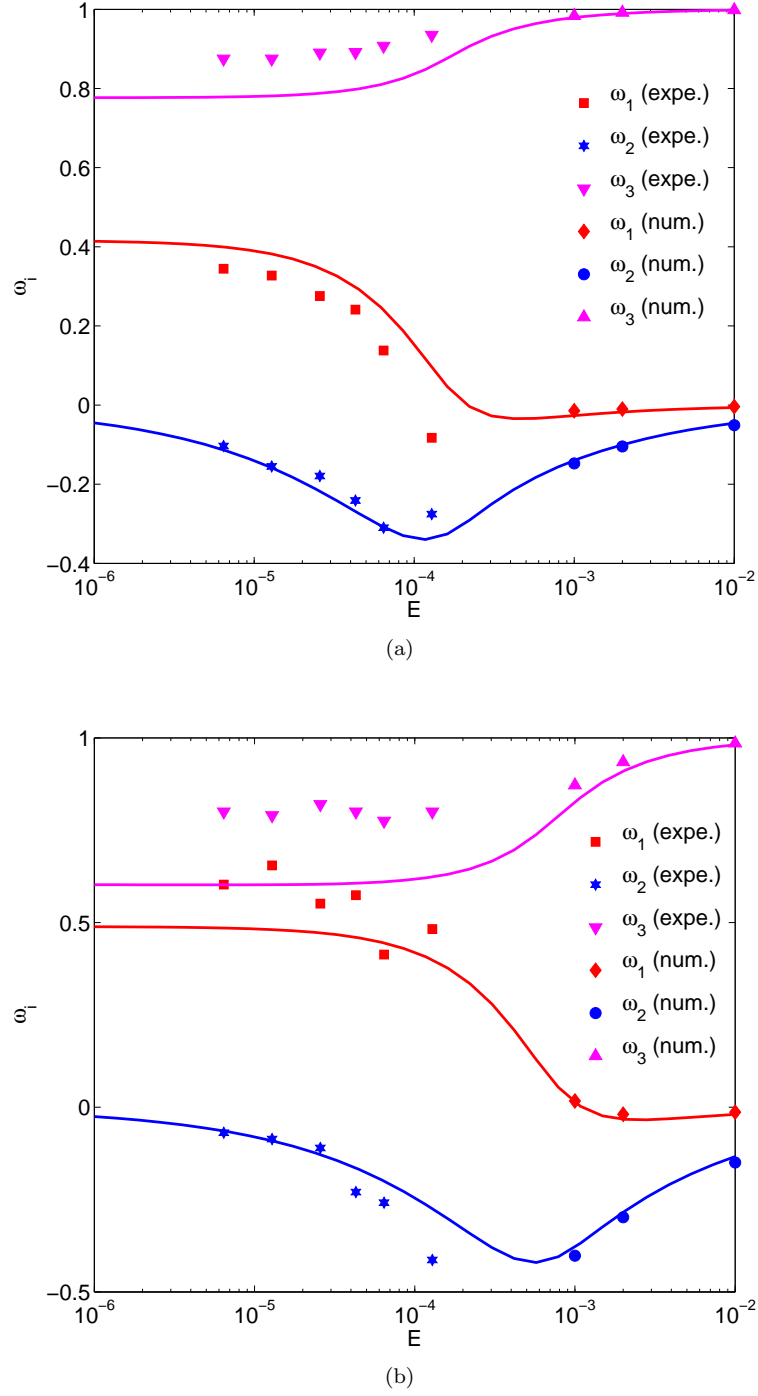 1
0.8
0.6
0.4
0.2
0
−0.2
−0.4
ω_i
10^−6
10^−5
10^−4
10^−3
10^−2
E
ω_1 (expe.)
ω_2 (expe.)
ω_3 (expe.)
ω_1 (num.)
ω_2 (num.)
ω_3 (num.)
(a)
1
0.5
0
−0.5
ω_i
10^−6
10^−5
10^−4
10^−3
10^−2
E
ω_1 (expe.)
ω_2 (expe.)
ω_3 (expe.)
ω_1 (num.)
ω_2 (num.)
ω_3 (num.)
(b)